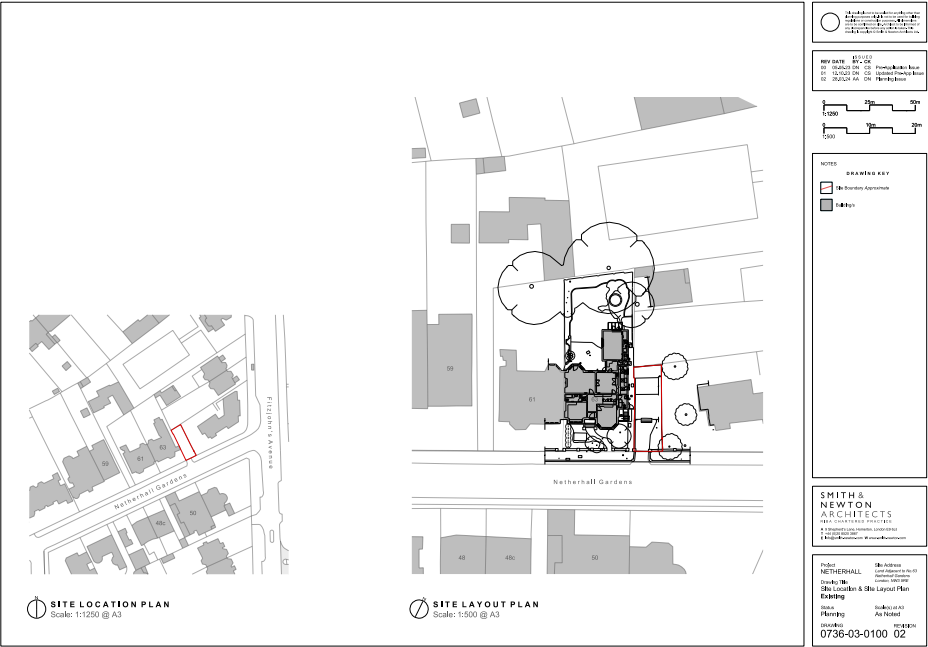 59
61
63
59
61
63
Fitzjohn's Avenue
Netherhall Gardens
48c
50
Netherhall Gardens
48
48c
50
N
SITE LOCATION PLAN
Scale: 1:1250 @ A3
N
SITE LAYOUT PLAN
Scale: 1:500 @ A3
ISSUED
REV DATE BY - CK
00 05.05.23 DN CS Pre-Application Issue
01 12.10.23 DN CS Updated Pre-App Issue
02 28.03.24 AA DN Planning Issue
0 25m 50m
1:1250
0 10m 20m
1:500
NOTES
DRAWING KEY
Site Boundary Approximate
Building/s
SMITH &
NEWTON
ARCHITECTS
RIBA CHARTERED PRACTICE
Project
NETHERHALL
Site Address
Land Adjacent to No.63
Netherhall Gardens
London, NW3 5RE
Drawing Title
Site Location & Site Layout Plan
Existing
Status
Planning
Scale(s) at A3
As Noted
DRAWING
0736-03-0100
REVISION
02